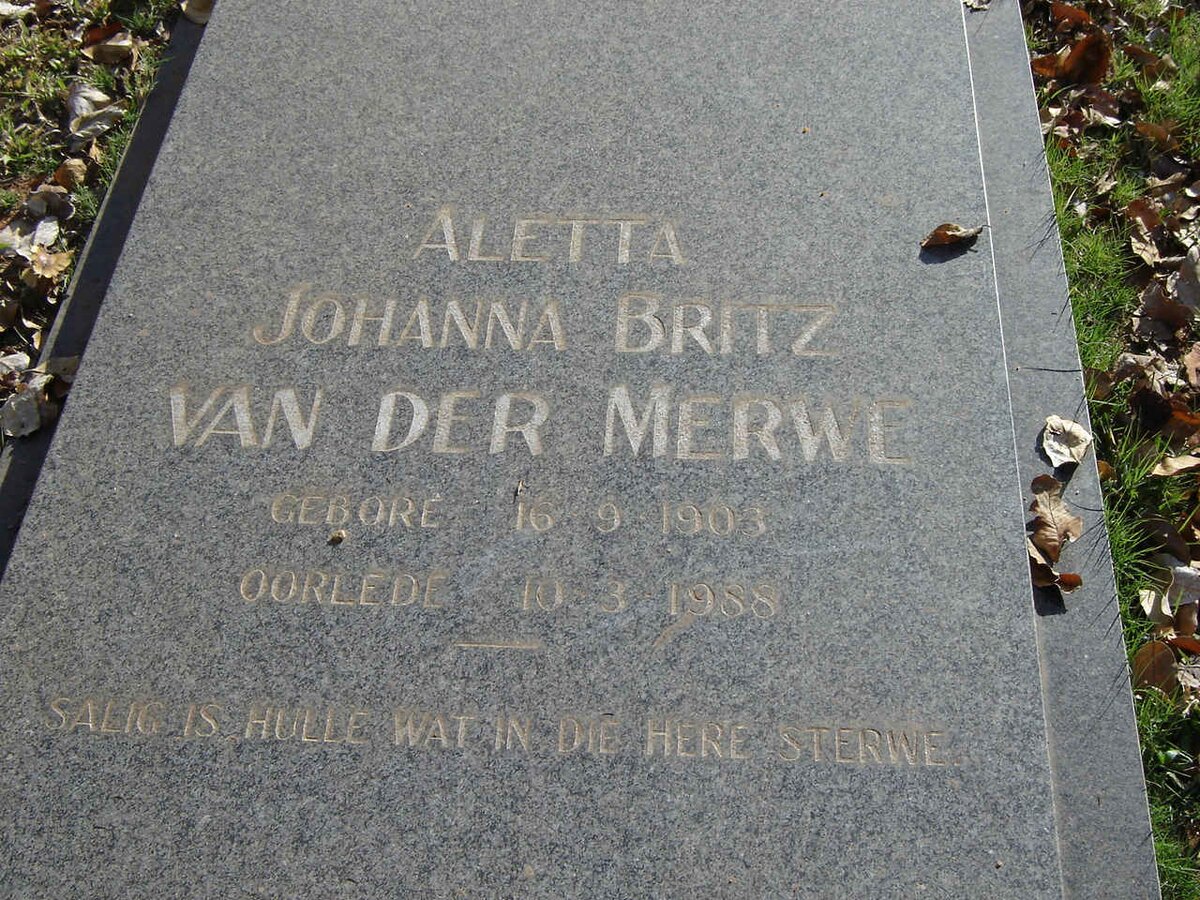 ALETTA
JOHANNA BRITZ
VAN DER MERWE
GEBORE 16-9-1903
OORLEDE - 10-3-1988
SALIG IS HULLE WAT IN DIE HERE STERWE.